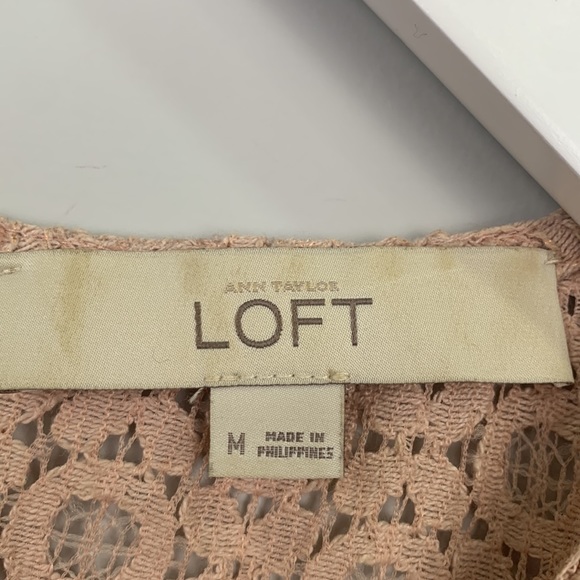 ANN TAYLOR
LOFT
M
MADE IN
PHILIPPINES